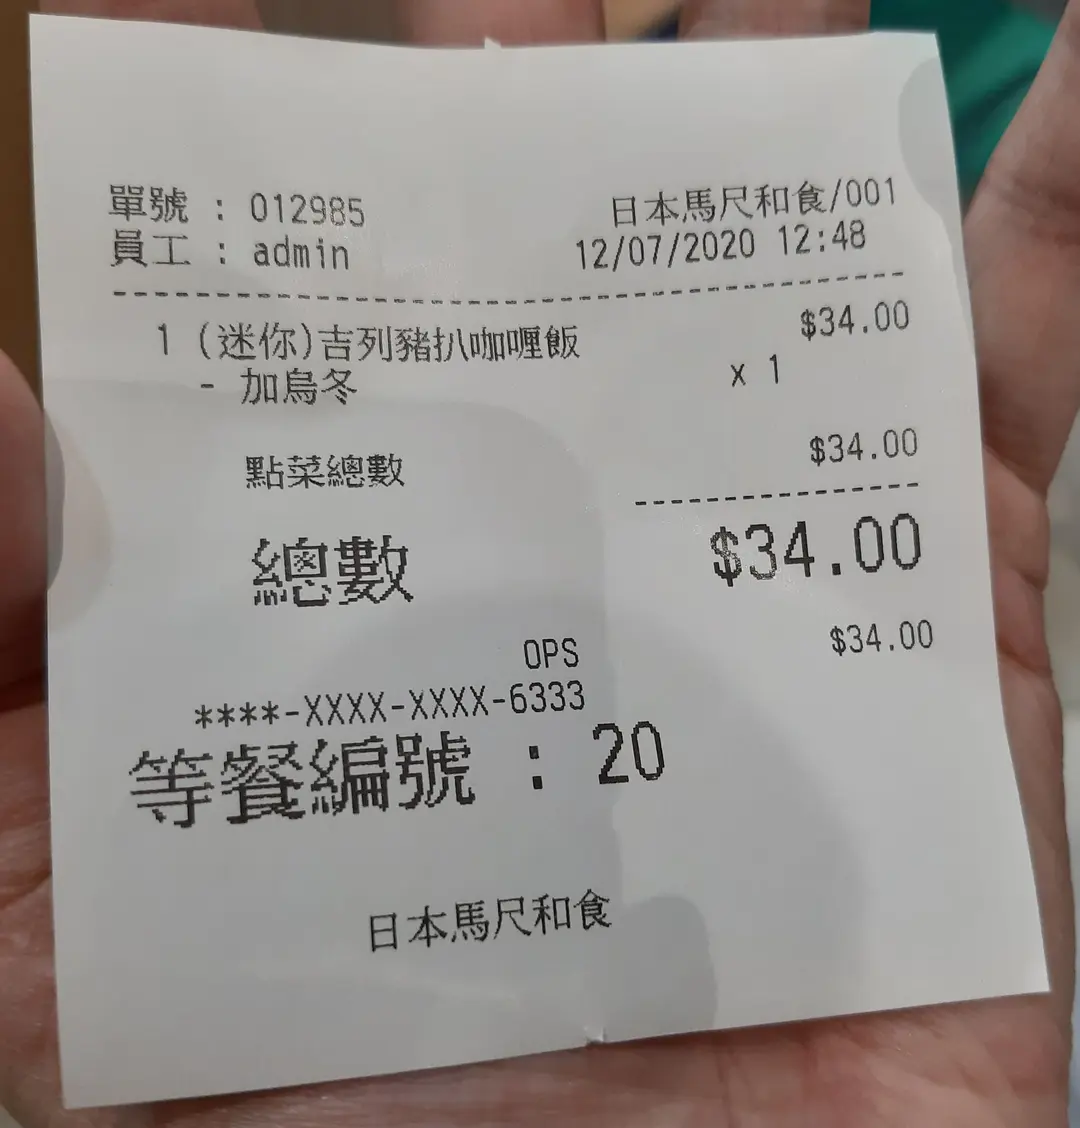 單號 : 012985
日本馬尺和食/001
員工 : admin
12/07/2020 12:48
1 (迷你)吉列豬扒咖喱飯 $34.00
- 加烏冬 x 1
點菜總數 $34.00
總數 $34.00
OPS $34.00
****-XXXX-XXXX-6333
等餐編號 : 20
日本馬尺和食